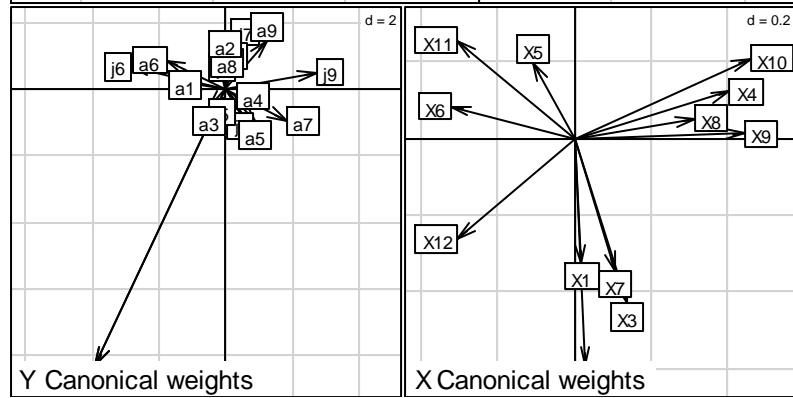 d = 2
a9
a2
a8
a6
j6
a1
j9
a4
a3
a5
a7
Y Canonical weights
d = 0.2
X11
X5
X10
X4
X6
X8
X9
X12
X1
X7
X3
X Canonical weights